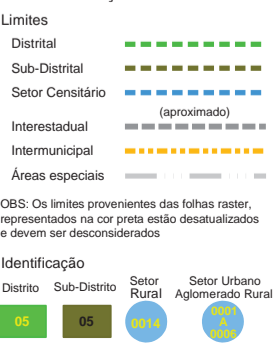 Limites
Distrital
Sub-Distrital
Setor Censitário
(aproximado)
Interestadual
Intermunicipal
Áreas especiais
OBS: Os limites provenientes das folhas raster,
representados na cor preta estão desatualizados
e devem ser desconsiderados
Identificação
Distrito
Sub-Distrito
Setor
Rural
Setor Urbano
Aglomerado Rural
05
05
0014
0001
A
0006